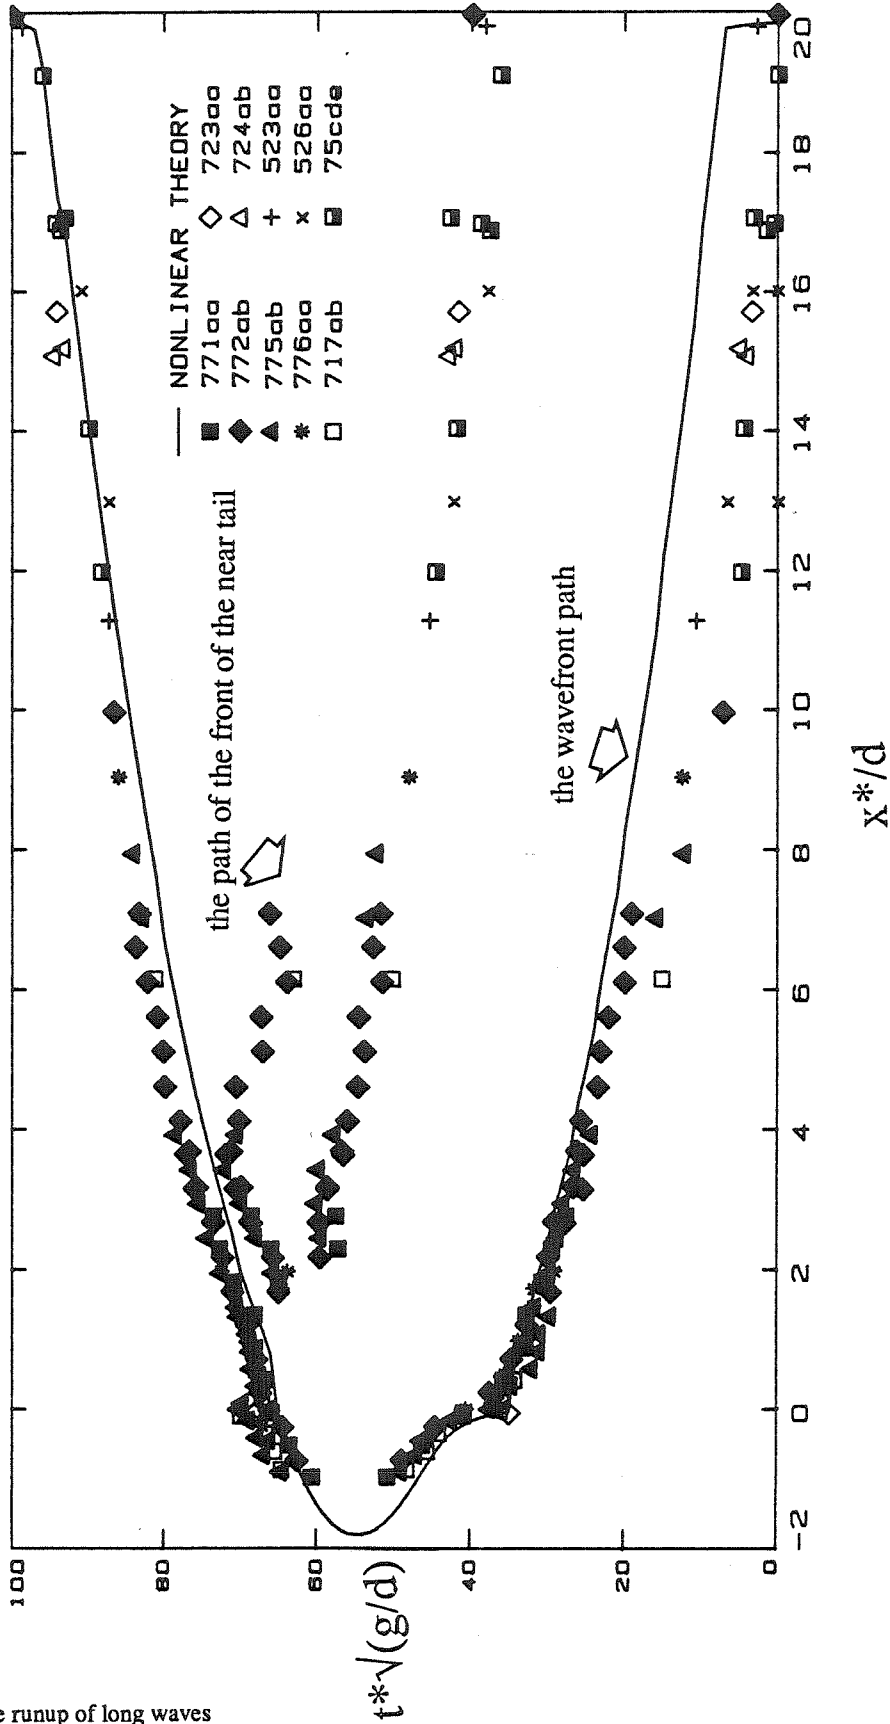 100
80
60
40
20
0
t*√(g/d)
-2
0
2
4
6
8
10
12
14
16
18
20
x*/d
NONLINEAR THEORY
771aa 723aa
772ab 724ab
775ab 523aa
776aa 526aa
717ab 75cde
the path of the front of the near tail
the wavefront path
e runup of long waves